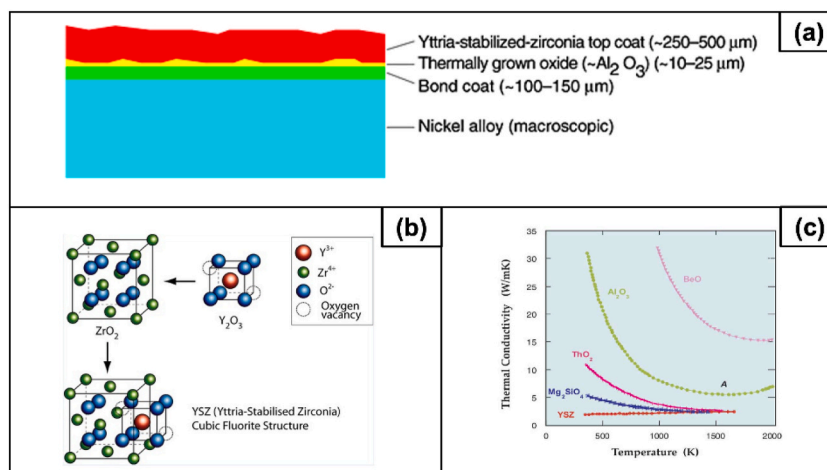 (a)
Yttria-stabilized-zirconia top coat (~250–500 µm)
Thermally grown oxide (~Al2 O3) (~10–25 µm)
Bond coat (~100–150 µm)
Nickel alloy (macroscopic)
(b)
Y3+
Zr4+
O2-
Oxygen
vacancy
ZrO2
Y2O3
YSZ (Yttria-Stabilised Zirconia)
Cubic Fluorite Structure
(c)
Thermal Conductivity (W/mK)
35
30
25
20
15
10
5
0
BeO
Al2O3
ThO2
Mg2SiO4
YSZ
A
0
500
1000
1500
2000
Temperature (K)